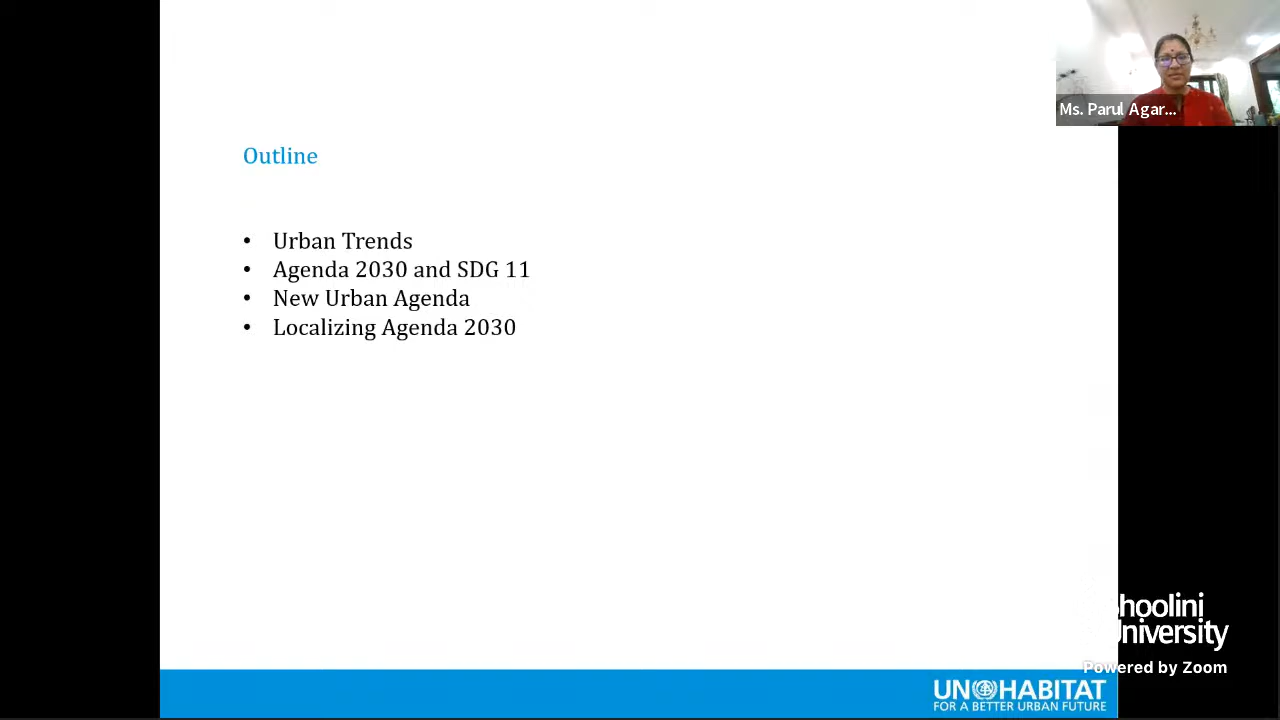 Ms. Parul Agar...
Outline
• Urban Trends
• Agenda 2030 and SDG 11
• New Urban Agenda
• Localizing Agenda 2030
Shoolini
University
Powered by Zoom
UN HABITAT
FOR A BETTER URBAN FUTURE